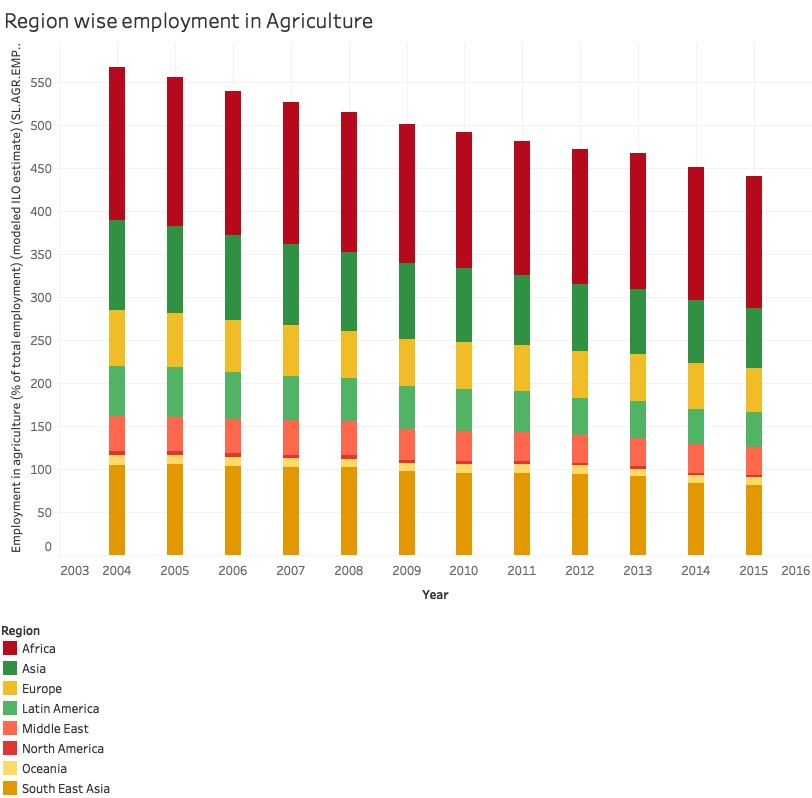 Region wise employment in Agriculture
Employment in agriculture (% of total employment) (modeled ILO estimate) (SL.AGR.EMP..
550
500
450
400
350
300
250
200
150
100
50
0
2003 2004 2005 2006 2007 2008 2009 2010 2011 2012 2013 2014 2015 2016
Year
Region
Africa
Asia
Europe
Latin America
Middle East
North America
Oceania
South East Asia